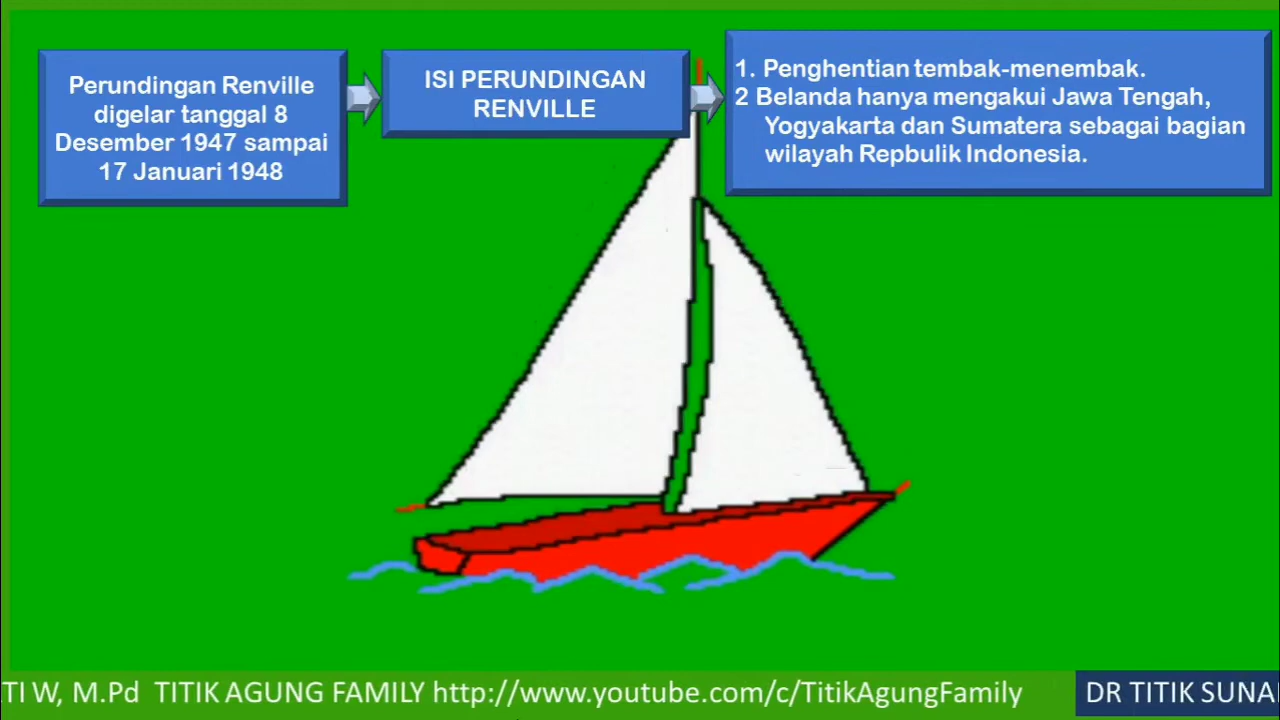 Perundingan Renville
digelar tanggal 8
Desember 1947 sampai
17 Januari 1948
ISI PERUNDINGAN
RENVILLE
1. Penghentian tembak-menembak.
2 Belanda hanya mengakui Jawa Tengah,
Yogyakarta dan Sumatera sebagai bagian
wilayah Repbulik Indonesia.
TI W, M.Pd TITIK AGUNG FAMILY http://www.youtube.com/c/TitikAgungFamily
DR TITIK SUNA